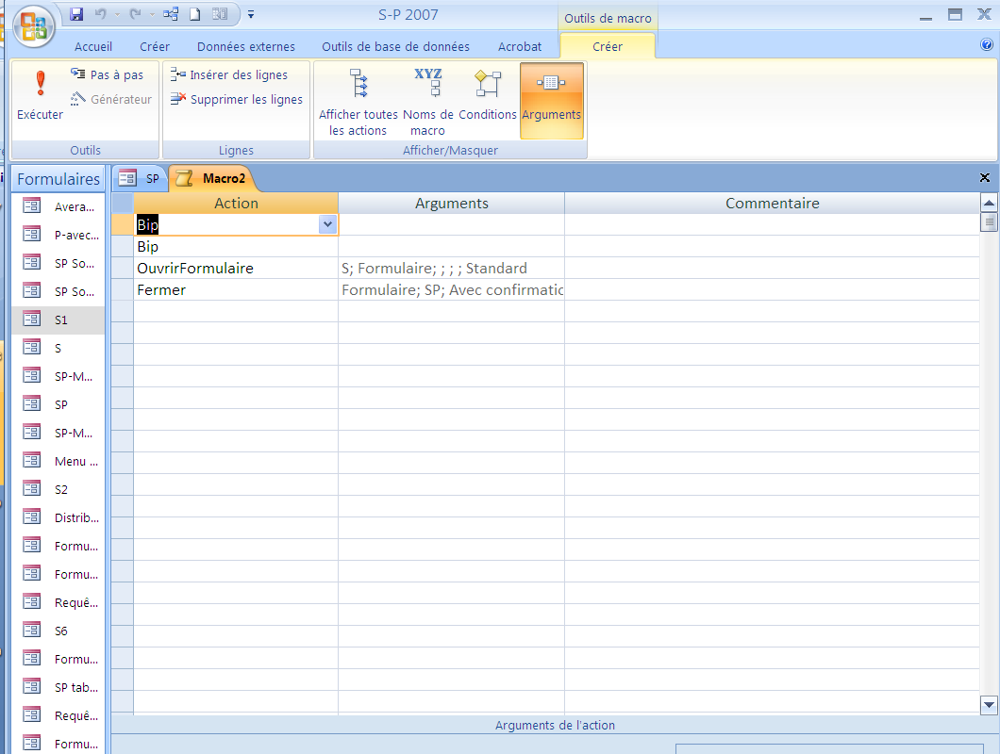 S-P 2007
Outils de macro
Accueil
Créer
Données externes
Outils de base de données
Acrobat
Créer
Exécuter
Pas à pas
Générateur
Outils
Insérer des lignes
Supprimer les lignes
Lignes
Afficher toutes les actions
XYZ
Noms de macro
Conditions
Arguments
Afficher/Masquer
Formulaires
SP
Macro2
Avera...
P-avec...
SP So...
SP So...
S1
S
SP-M...
SP
SP-M...
Menu ...
S2
Distrib...
Formu...
Formu...
Requê...
S6
Formu...
SP tab...
Requê...
Formu...
Action Arguments Commentaire
Bip
Bip
OuvrirFormulaire S; Formulaire; ; ; ; Standard
Fermer Formulaire; SP; Avec confirmatic
Arguments de l'action